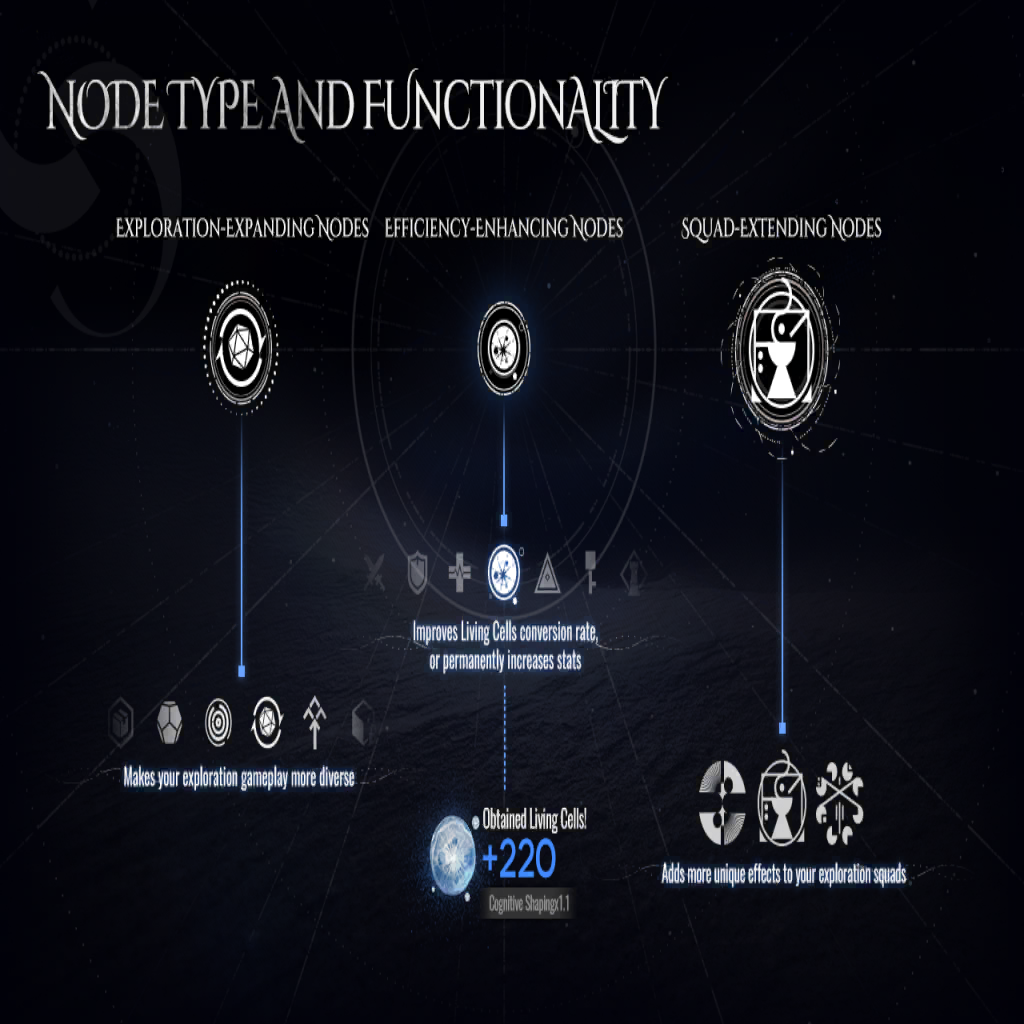 NODE TYPE AND FUNCTIONALITY
EXPLORATION-EXPANDING NODES
EFFICIENCY-ENHANCING NODES
SQUAD-EXTENDING NODES
Improves Living Cells conversion rate,
or permanently increases stats
Makes your exploration gameplay more diverse
Obtained Living Cells!
+220
Cognitive Shapingx1.1
Adds more unique effects to your exploration squads